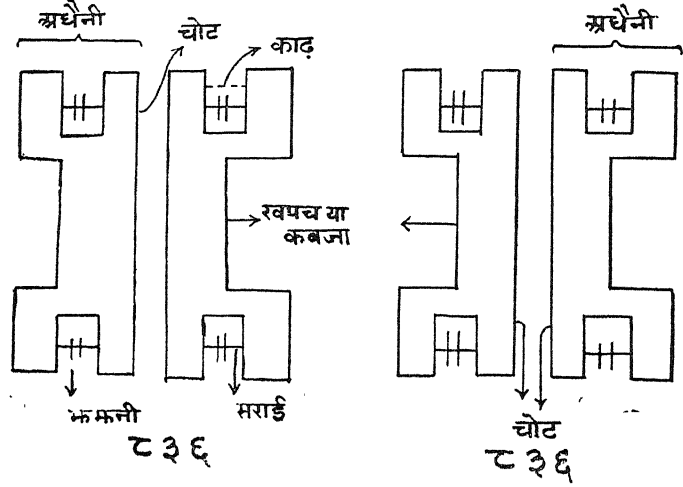 अधैनी
चोट
काढ़
अधैनी
खपच या
कबजा
झझनी
सराई
चोट
८३६
८३६